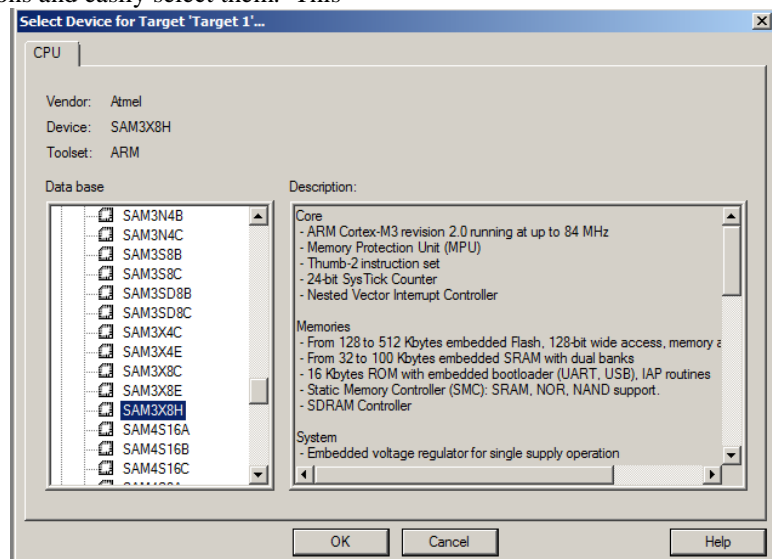 ons and easily select them. This
Select Device for Target 'Target 1'...
CPU
Vendor: Atmel
Device: SAM3X8H
Toolset: ARM
Data base
SAM3N4B
SAM3N4C
SAM3S8B
SAM3S8C
SAM3SD8B
SAM3SD8C
SAM3X4C
SAM3X4E
SAM3X8C
SAM3X8E
SAM3X8H
SAM4S16A
SAM4S16B
SAM4S16C
Description:
Core
- ARM Cortex-M3 revision 2.0 running at up to 84 MHz
- Memory Protection Unit (MPU)
- Thumb-2 instruction set
- 24-bit SysTick Counter
- Nested Vector Interrupt Controller
Memories
- From 128 to 512 Kbytes embedded Flash, 128-bit wide access, memory a
- From 32 to 100 Kbytes embedded SRAM with dual banks
- 16 Kbytes ROM with embedded bootloader (UART, USB), IAP routines
- Static Memory Controller (SMC): SRAM, NOR, NAND support.
- SDRAM Controller
System
- Embedded voltage regulator for single supply operation
OK
Cancel
Help